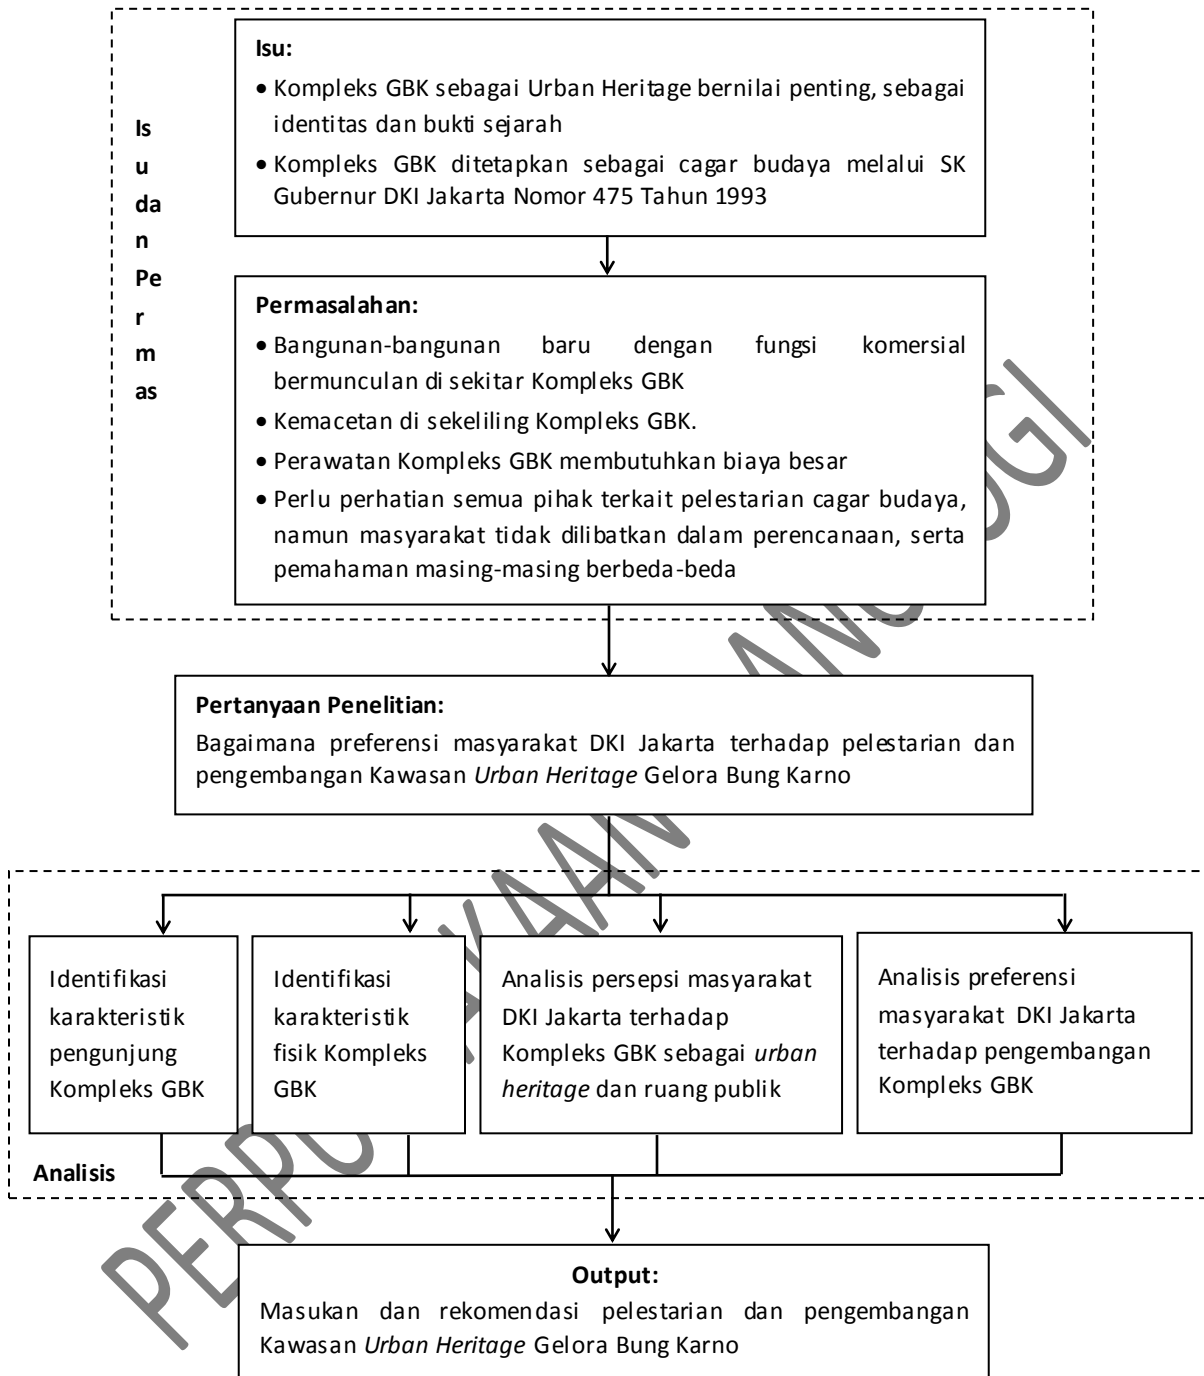 Isu:
• Kompleks GBK sebagai Urban Heritage bernilai penting, sebagai
identitas dan bukti sejarah
• Kompleks GBK ditetapkan sebagai cagar budaya melalui SK
Gubernur DKI Jakarta Nomor 475 Tahun 1993
Is
u
da
n
Pe
r
m
as
Permasalahan:
• Bangunan-bangunan baru dengan fungsi komersial
bermunculan di sekitar Kompleks GBK
• Kemacetan di sekeliling Kompleks GBK.
• Perawatan Kompleks GBK membutuhkan biaya besar
• Perlu perhatian semua pihak terkait pelestarian cagar budaya,
namun masyarakat tidak dilibatkan dalam perencanaan, serta
pemahaman masing-masing berbeda-beda
Pertanyaan Penelitian:
Bagaimana preferensi masyarakat DKI Jakarta terhadap pelestarian dan
pengembangan Kawasan Urban Heritage Gelora Bung Karno
Identifikasi
karakteristik
pengunjung
Kompleks GBK
Identifikasi
karakteristik
fisik Kompleks
GBK
Analisis persepsi masyarakat
DKI Jakarta terhadap
Kompleks GBK sebagai urban
heritage dan ruang publik
Analisis preferensi
masyarakat DKI Jakarta
terhadap pengembangan
Kompleks GBK
Analisis
Output:
Masukan dan rekomendasi pelestarian dan pengembangan
Kawasan Urban Heritage Gelora Bung Karno